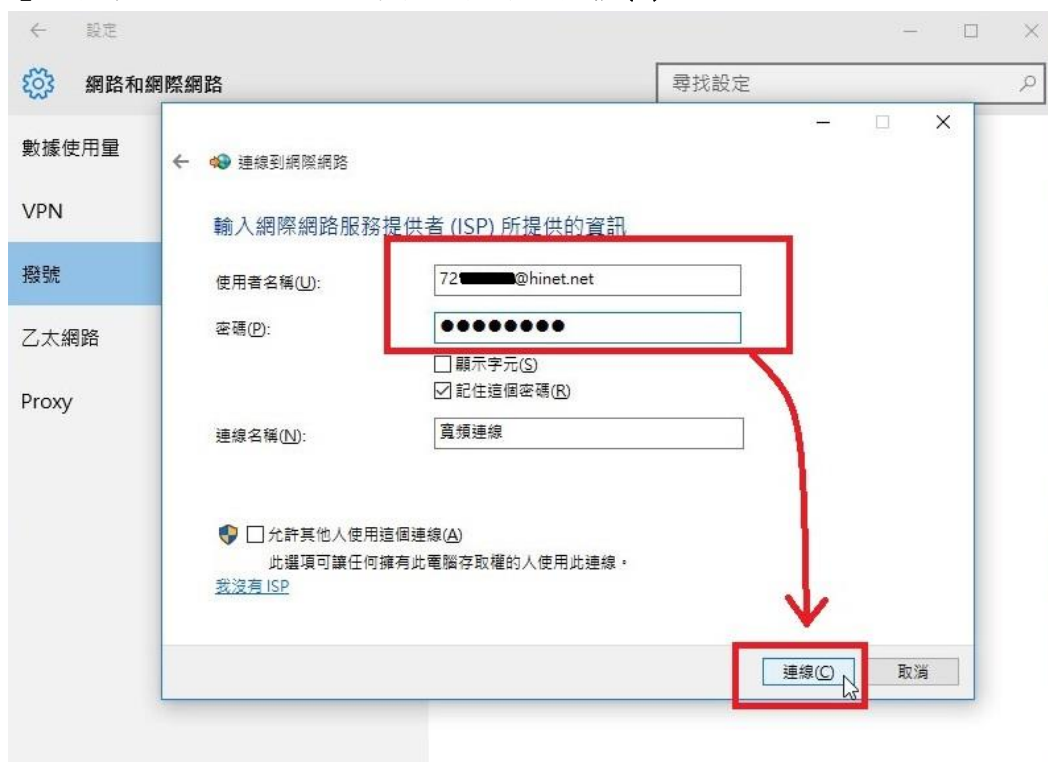 設定
網路和網際網路
尋找設定
數據使用量
VPN
撥號
乙太網路
Proxy
連線到網際網路
輸入網際網路服務提供者 (ISP) 所提供的資訊
使用者名稱(U):
72 @hinet.net
密碼(P):
●●●●●●●●
顯示字元(S)
記住這個密碼(R)
連線名稱(N):
寬頻連線
允許其他人使用這個連線(A)
此選項可讓任何擁有此電腦存取權的人使用此連線。
我沒有 ISP
連線(C)
取消